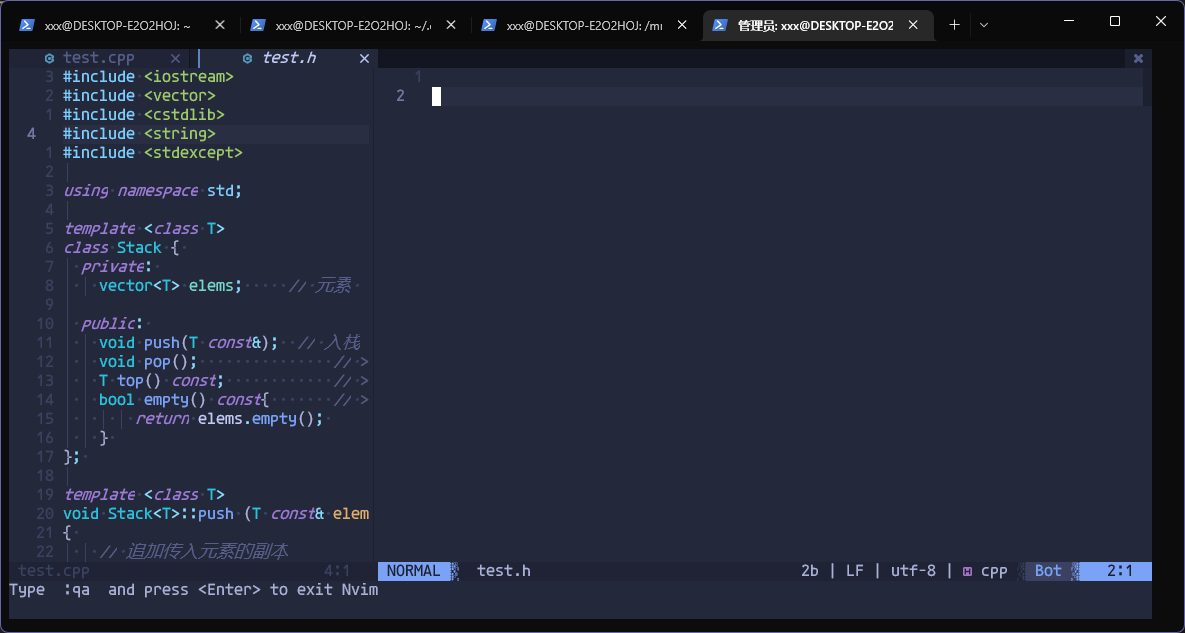 xxx@DESKTOP-E2O2HOJ: ~
xxx@DESKTOP-E2O2HOJ: ~/.
xxx@DESKTOP-E2O2HOJ: /m
管理员: xxx@DESKTOP-E2O2
test.cpp
test.h
3 #include <iostream>
2 #include <vector>
1 #include <cstdlib>
4 #include <string>
1 #include <stdexcept>
2
3 using namespace std;
4
5 template <class T>
6 class Stack {
7 private:
8 vector<T> elems; // 元素
9
10 public:
11 void push(T const&); // 入栈
12 void pop(); // >
13 T top() const; // >
14 bool empty() const{ // >
15 return elems.empty();
16 }
17 };
18
19 template <class T>
20 void Stack<T>::push (T const& elem
21 {
22 // 追加传入元素的副本
test.cpp 4:1
1
2
NORMAL test.h 2b | LF | utf-8 | cpp Bot 2:1
Type :qa and press <Enter> to exit Nvim